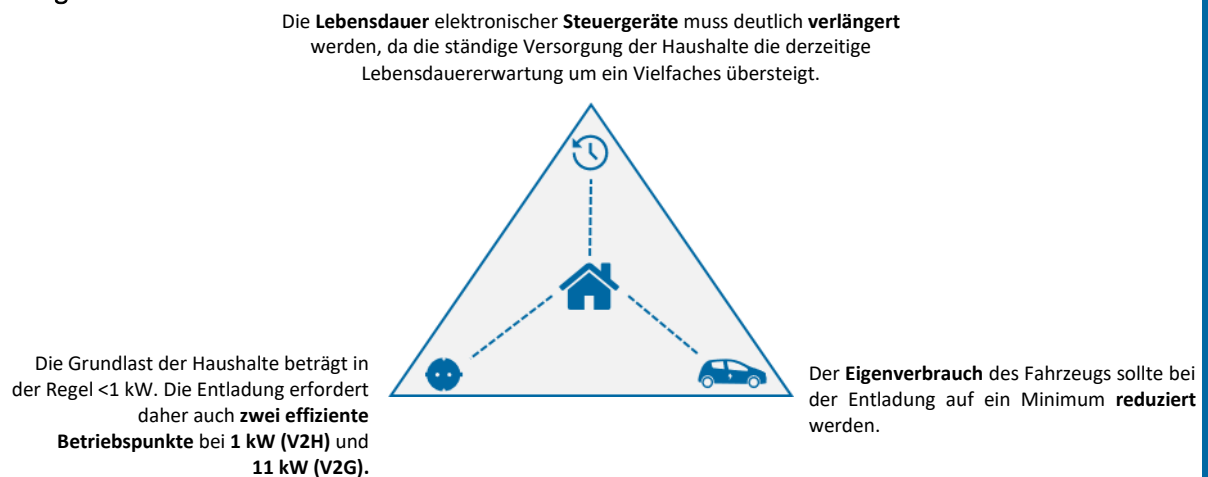 Die Lebensdauer elektronischer Steuergeräte muss deutlich verlängert
werden, da die ständige Versorgung der Haushalte die derzeitige
Lebensdauererwartung um ein Vielfaches übersteigt.
Die Grundlast der Haushalte beträgt in
der Regel <1 kW. Die Entladung erfordert
daher auch zwei effiziente
Betriebspunkte bei 1 kW (V2H) und
11 kW (V2G).
Der Eigenverbrauch des Fahrzeugs sollte bei
der Entladung auf ein Minimum reduziert
werden.